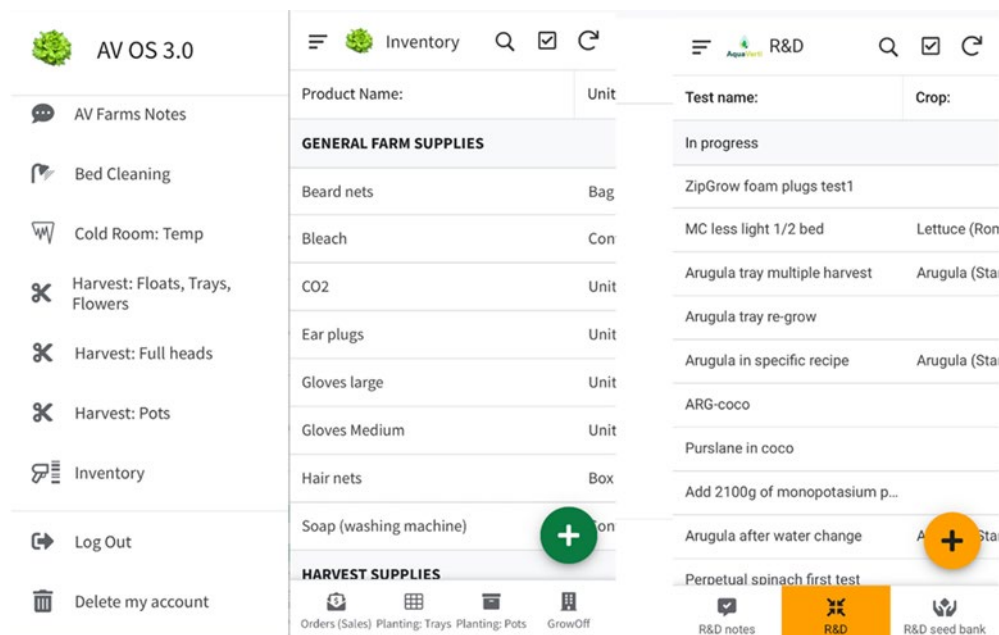 AV OS 3.0
AV Farms Notes
Bed Cleaning
Cold Room: Temp
Harvest: Floats, Trays,
Flowers
Harvest: Full heads
Harvest: Pots
Inventory
Log Out
Delete my account
Inventory
Product Name: Unit
GENERAL FARM SUPPLIES
Beard nets Bag
Bleach Con
CO2 Unit
Ear plugs Unit
Gloves large Unit
Gloves Medium Unit
Hair nets Box
Soap (washing machine)
HARVEST SUPPLIES
Orders (Sales) Planting: Trays Planting: Pots GrowOff
AquaVerti R&D
Test name: Crop:
In progress
ZipGrow foam plugs test1
MC less light 1/2 bed Lettuce (Rom
Arugula tray multiple harvest Arugula (Sta
Arugula tray re-grow
Arugula in specific recipe Arugula (Sta
ARG-coco
Purslane in coco
Add 2100g of monopotasium p...
Arugula after water change
Perpetual spinach first test
R&D notes R&D R&D seed bank